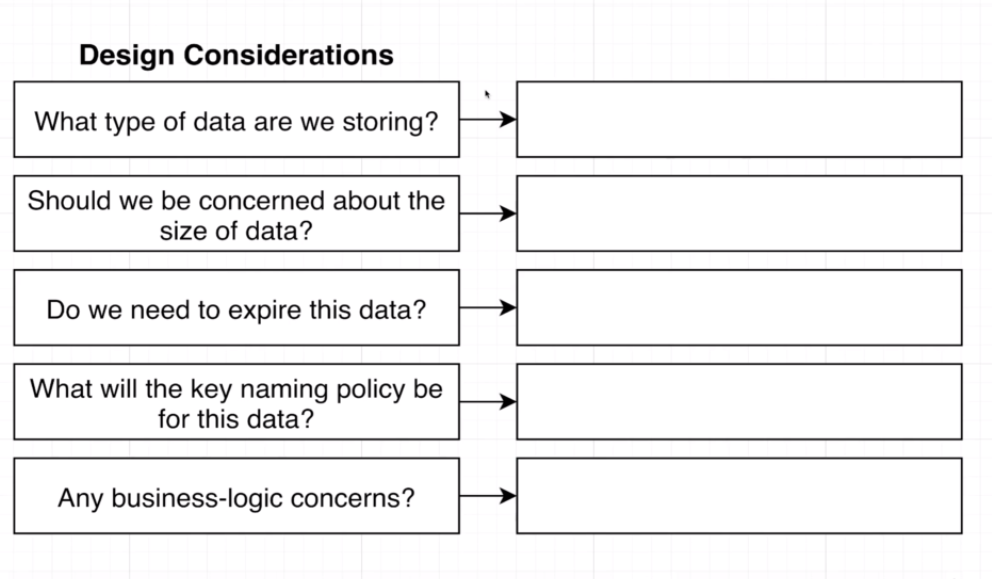 Design Considerations
What type of data are we storing?
Should we be concerned about the
size of data?
Do we need to expire this data?
What will the key naming policy be
for this data?
Any business-logic concerns?